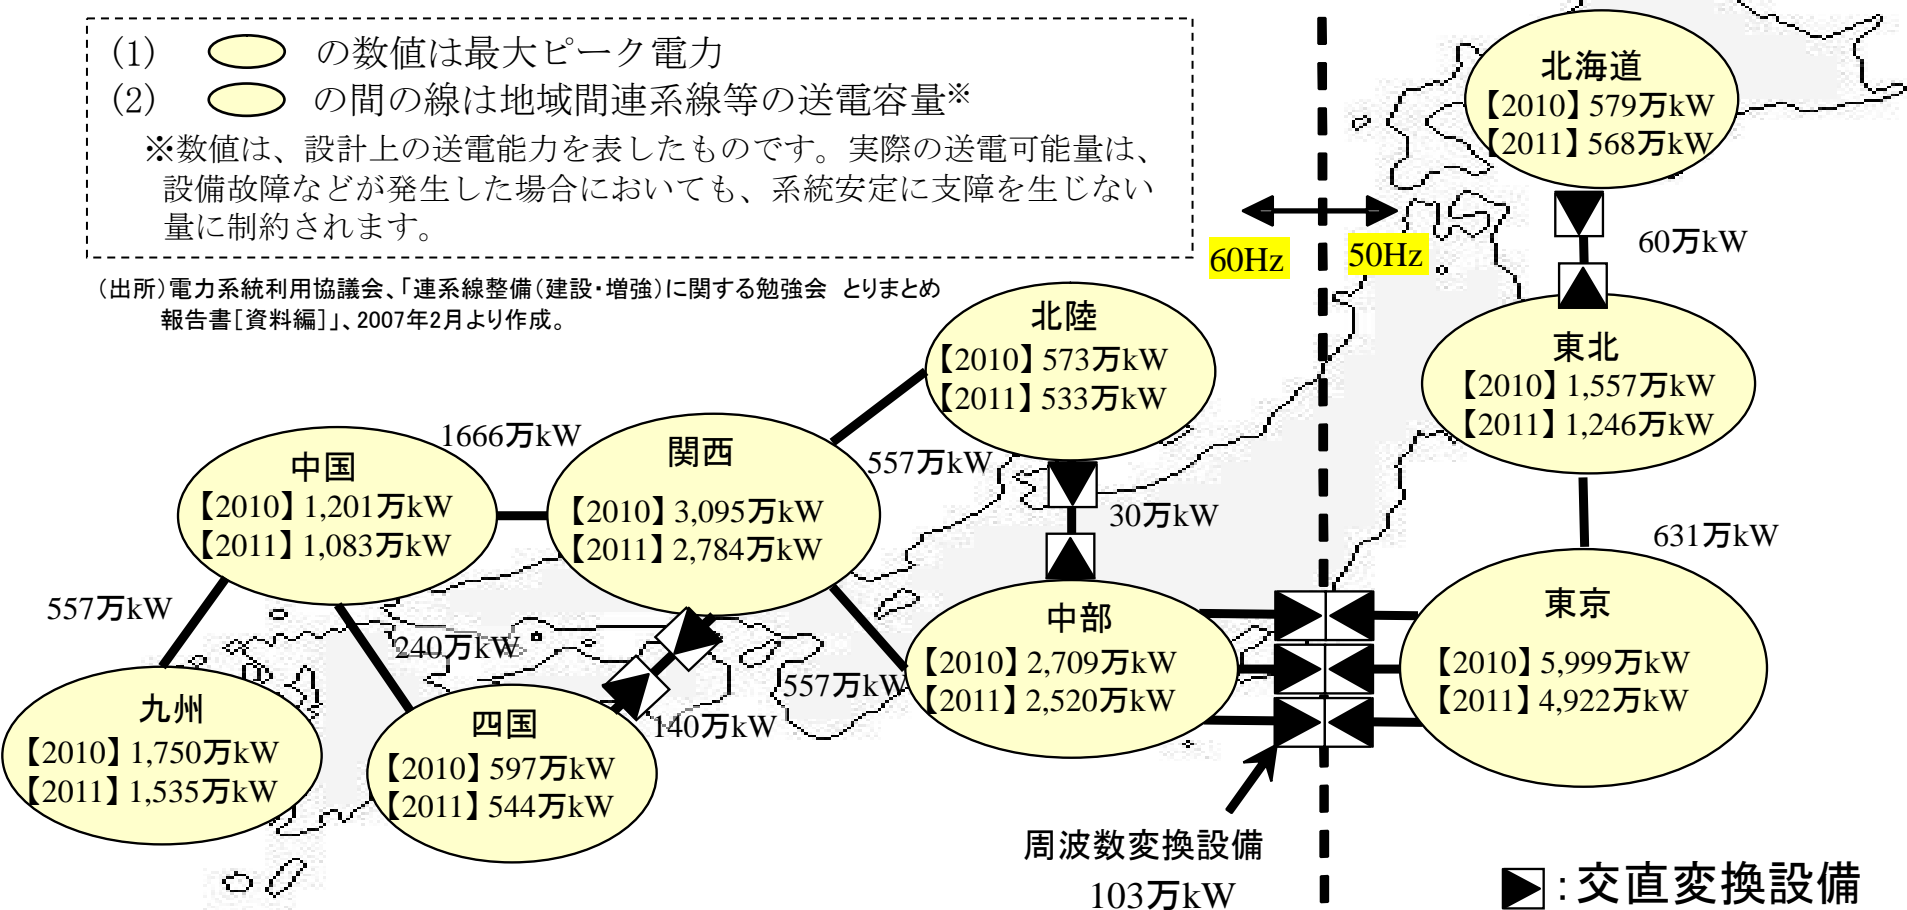 (1) の数値は最大ピーク電力
(2) の間の線は地域間連系線等の送電容量※
※数値は、設計上の送電能力を表したものです。実際の送電可能量は、
設備故障などが発生した場合においても、系統安定に支障を生じない
量に制約されます。
(出所)電力系統利用協議会、「連系線整備(建設・増強)に関する勉強会 とりまとめ
報告書[資料編]」、2007年2月より作成。
60Hz
50Hz
北海道
【2010】579万kW
【2011】568万kW
60万kW
東北
【2010】1,557万kW
【2011】1,246万kW
631万kW
東京
【2010】5,999万kW
【2011】4,922万kW
北陸
【2010】573万kW
【2011】533万kW
557万kW
30万kW
中部
【2010】2,709万kW
【2011】2,520万kW
557万kW
関西
【2010】3,095万kW
【2011】2,784万kW
1666万kW
中国
【2010】1,201万kW
【2011】1,083万kW
557万kW
240万kW
140万kW
九州
【2010】1,750万kW
【2011】1,535万kW
四国
【2010】597万kW
【2011】544万kW
周波数変換設備
103万kW
:交直変換設備